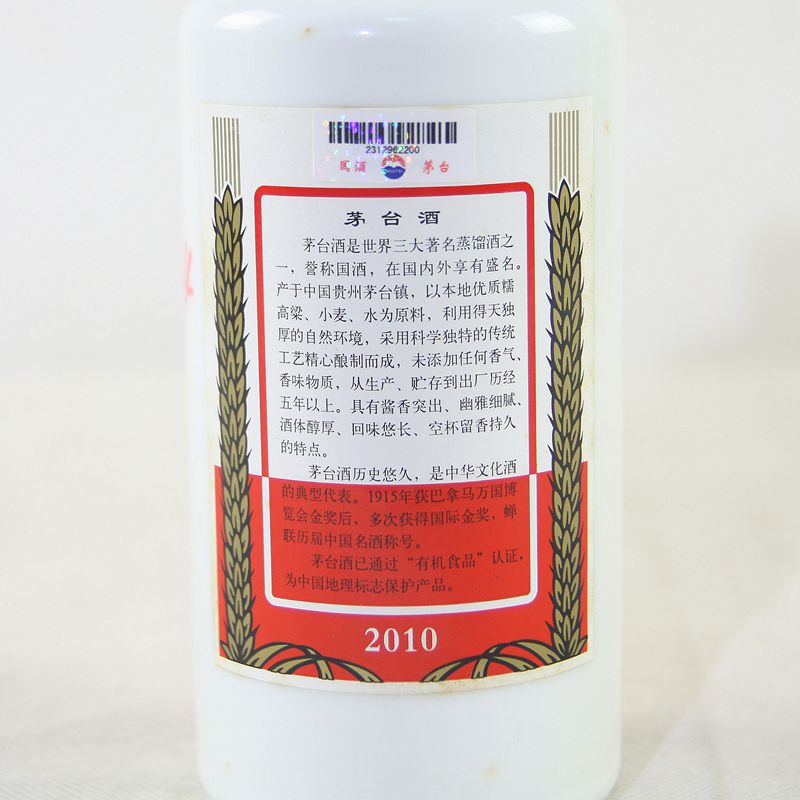 2312962200
国酒 茅台
茅台酒
茅台酒是世界三大著名蒸馏酒之
一，誉称国酒，在国内外享有盛名。
产于中国贵州茅台镇，以本地优质糯
高粱、小麦、水为原料，利用得天独
厚的自然环境，采用科学独特的传统
工艺精心酿制而成，未添加任何香气、
香味物质，从生产、贮存到出厂历经
五年以上。具有酱香突出、幽雅细腻、
酒体醇厚、回味悠长、空杯留香持久
的特点。
茅台酒历史悠久，是中华文化酒
的典型代表。1915年获巴拿马万国博
览会金奖后，多次获得国际金奖，蝉
联历届中国名酒称号。
茅台酒已通过“有机食品”认证，
为中国地理标志保护产品。
2010